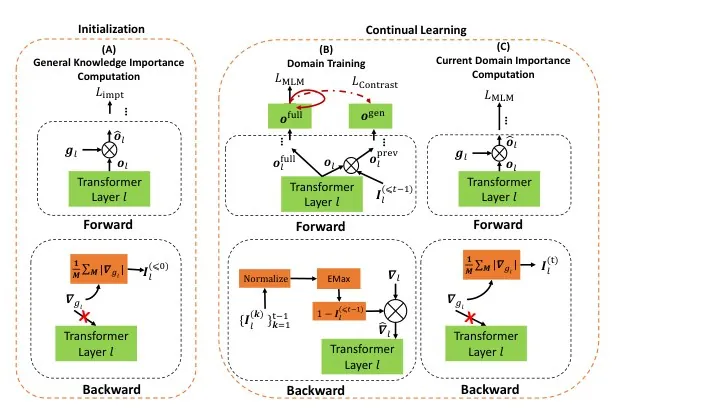 Initialization
Continual Learning
(A)
General Knowledge Importance
Computation
L_impt
⋮
ô_l
g_l
⊗
o_l
Transformer
Layer l
Forward
1/M ∑_M |∇_{g_l}|
I_l^{(⩽0)}
∇_{g_l}
Transformer
Layer l
Backward
(B)
Domain Training
L_MLM
L_Contrast
o^full
o^gen
⋮
⋮
o_l^full
o_l
⊗
o_l^prev
Transformer
Layer l
I_l^{(⩽t−1)}
Forward
Normalize
EMax
∇_l
{I_l^{(k)}}_{k=1}^{t−1}
1 − I_l^{(⩽t−1)}
⊗
∇̂_l
Transformer
Layer l
Backward
(C)
Current Domain Importance
Computation
L_MLM
⋮
ô_l
g_l
⊗
o_l
Transformer
Layer l
Forward
1/M ∑_M |∇_{g_l}|
I_l^{(t)}
∇_{g_l}
Transformer
Layer l
Backward